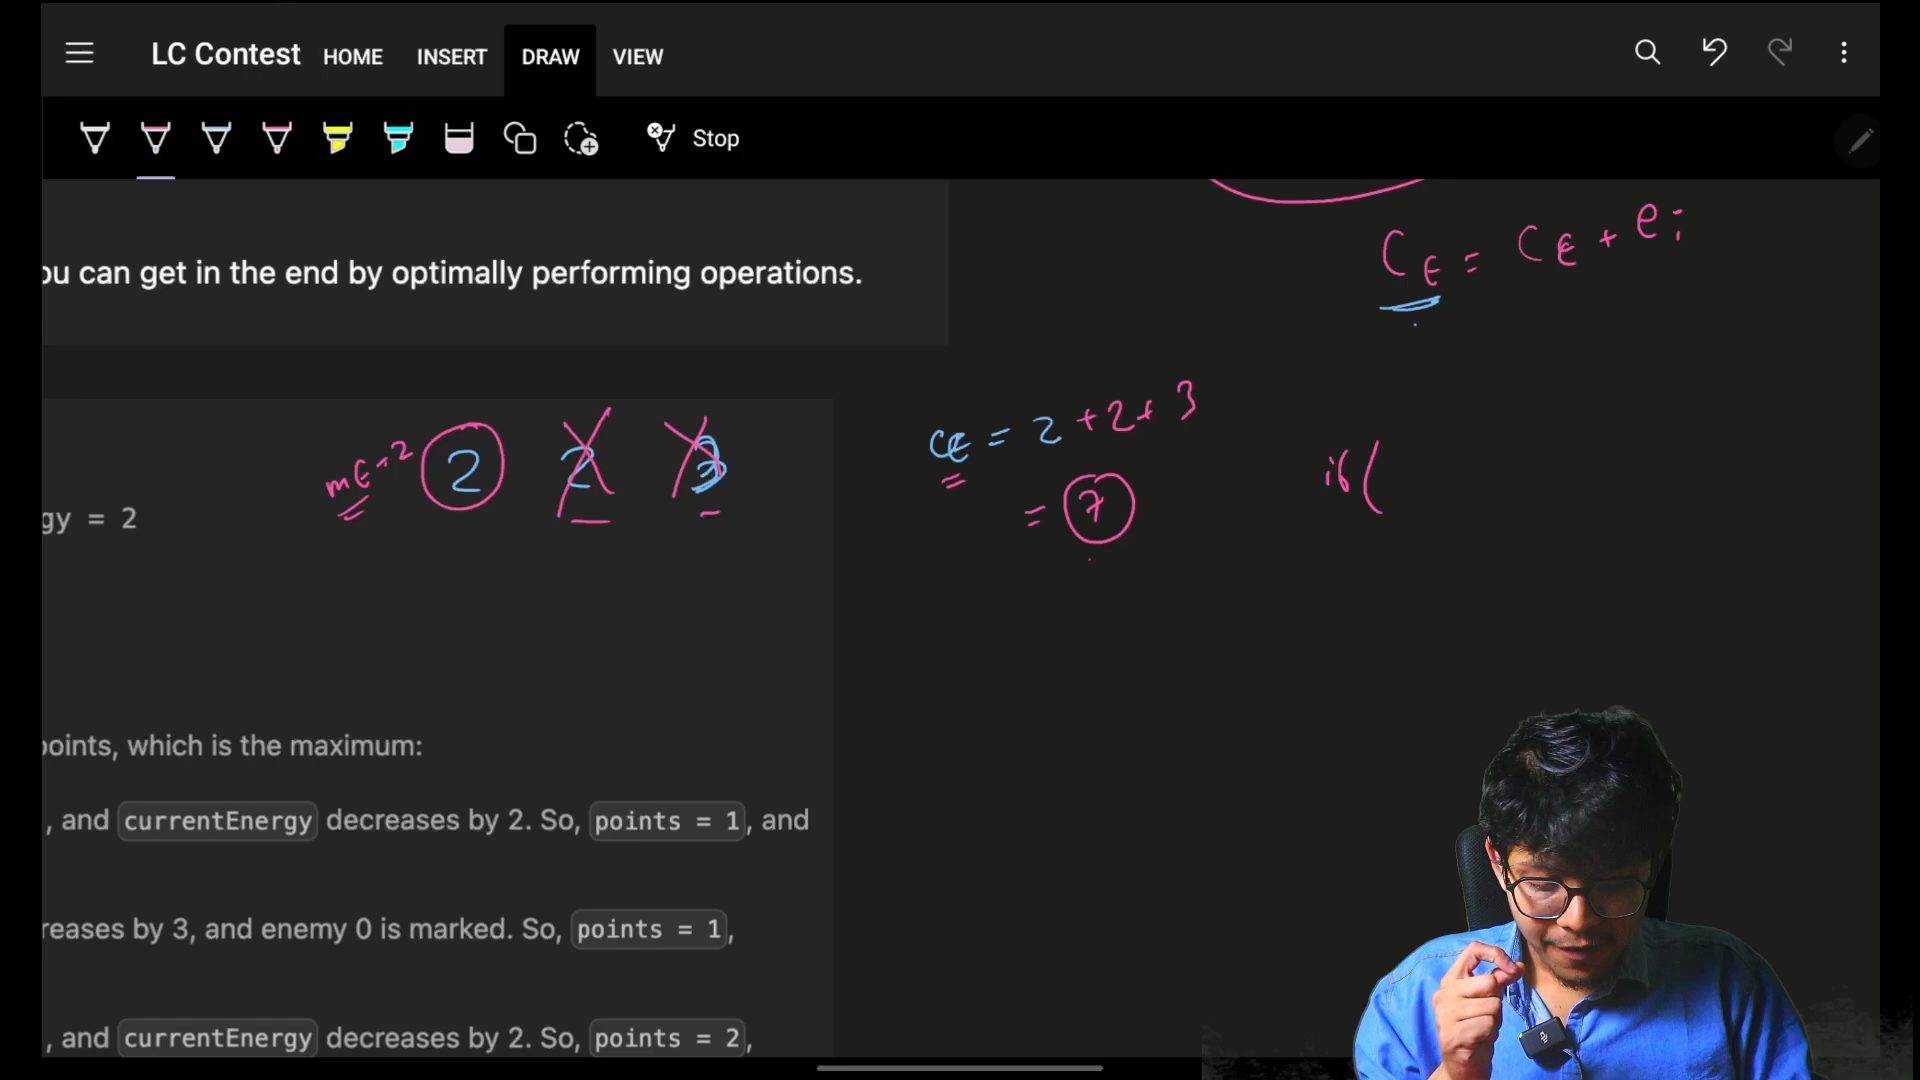 LC Contest HOME INSERT DRAW VIEW
Stop
CE = CE + ei
ou can get in the end by optimally performing operations.
mE=2 2 2 3
CE = 2 + 2 + 3
= 7
if(
gy = 2
points, which is the maximum:
, and currentEnergy decreases by 2. So, points = 1, and
reases by 3, and enemy 0 is marked. So, points = 1,
, and currentEnergy decreases by 2. So, points = 2,